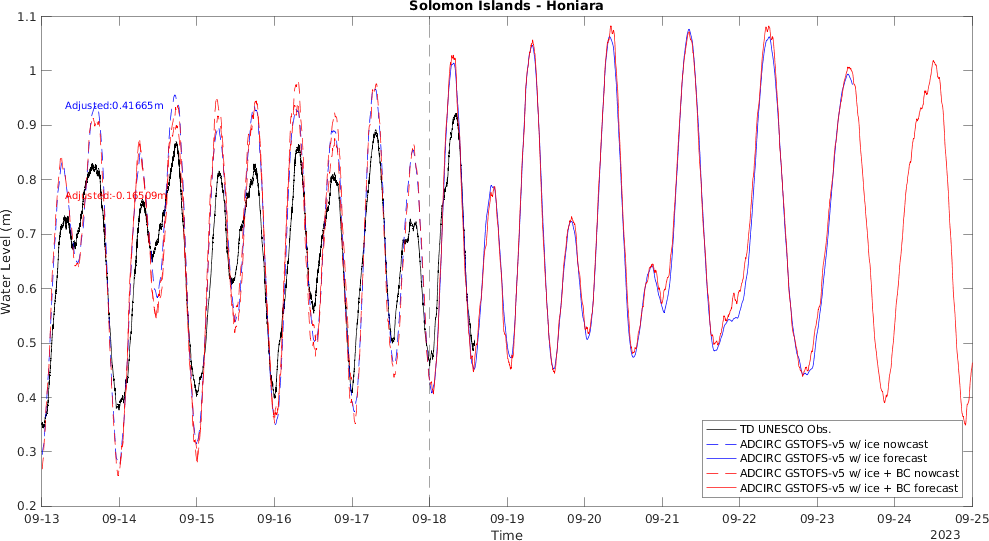 Solomon Islands - Honiara
1.1
1
0.9
0.8
0.7
0.6
0.5
0.4
0.3
0.2
Water Level (m)
Adjusted:0.41665m
Adjusted:-0.16509m
TD UNESCO Obs.
ADCIRC GSTOFS-v5 w/ ice nowcast
ADCIRC GSTOFS-v5 w/ ice forecast
ADCIRC GSTOFS-v5 w/ ice + BC nowcast
ADCIRC GSTOFS-v5 w/ ice + BC forecast
09-13 09-14 09-15 09-16 09-17 09-18 09-19 09-20 09-21 09-22 09-23 09-24 09-25
Time
2023